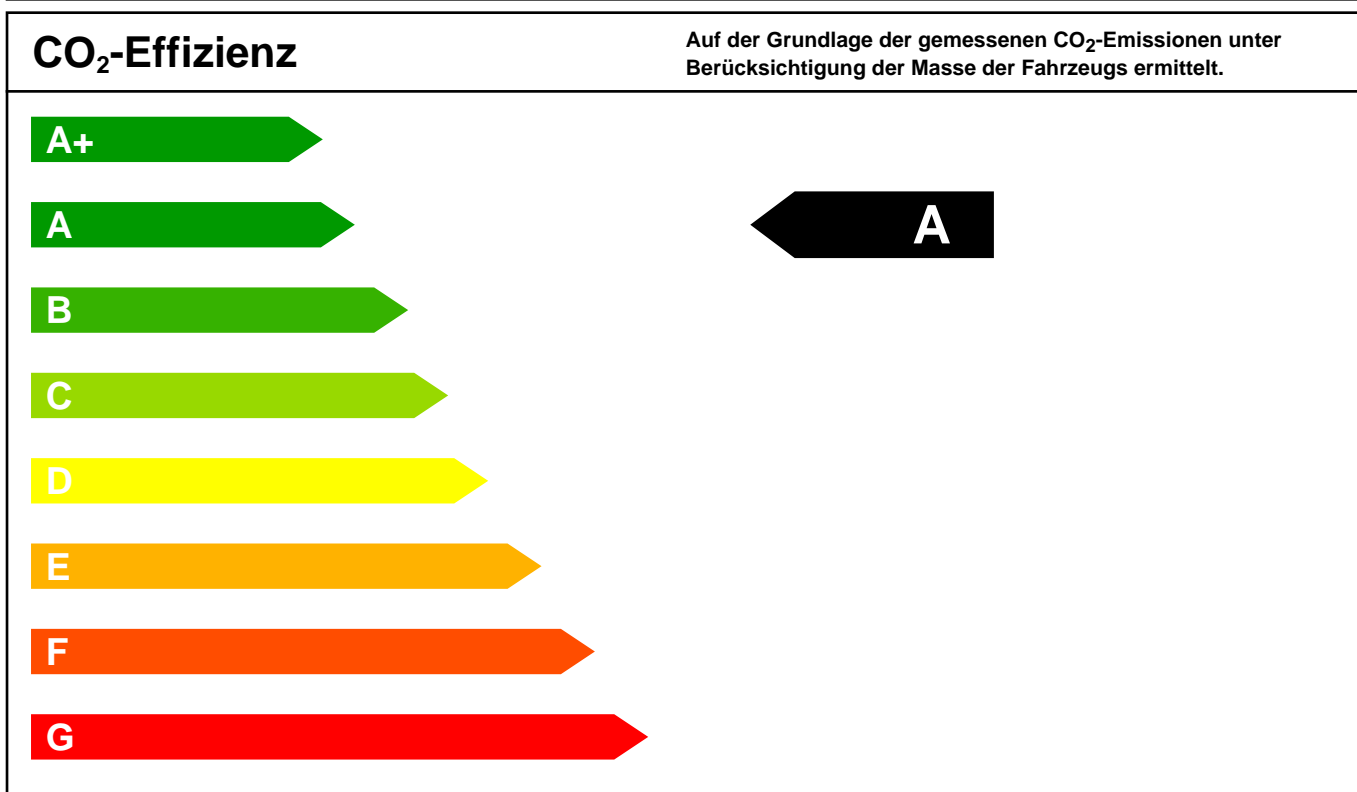 CO₂-Effizienz
Auf der Grundlage der gemessenen CO₂-Emissionen unter
Berücksichtigung der Masse der Fahrzeugs ermittelt.
A+
A
A
B
C
D
E
F
G